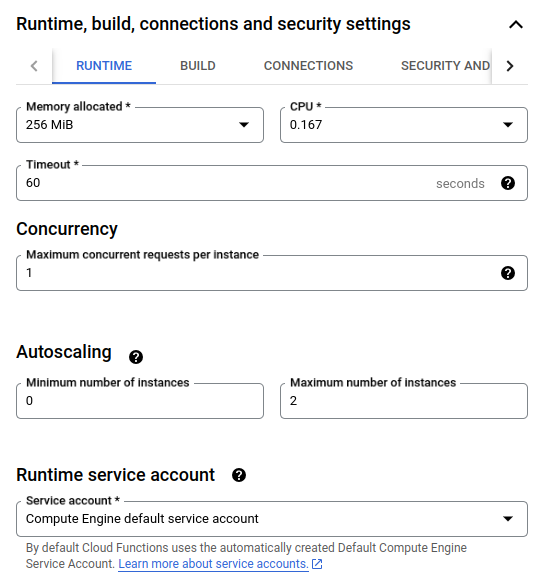 Runtime, build, connections and security settings
RUNTIME BUILD CONNECTIONS SECURITY AND
Memory allocated * CPU *
256 MiB 0.167
Timeout *
60 seconds
Concurrency
Maximum concurrent requests per instance
1
Autoscaling
Minimum number of instances Maximum number of instances
0 2
Runtime service account
Service account *
Compute Engine default service account
By default Cloud Functions uses the automatically created Default Compute Engine
Service Account. Learn more about service accounts.